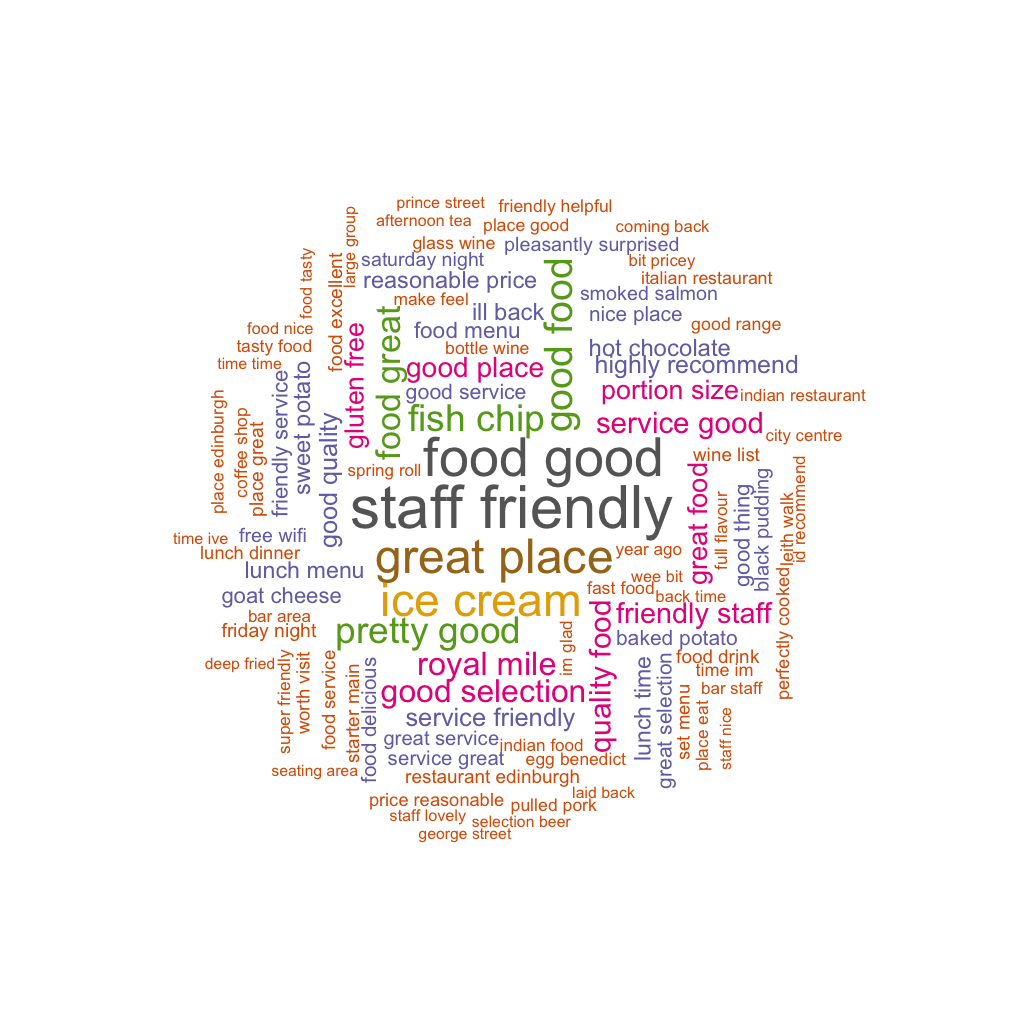 prince street
friendly helpful
large group
afternoon tea
place good
coming back
glass wine
pleasantly surprised
saturday night
bit pricey
food tasty
food excellent
reasonable price
good food
italian restaurant
smoked salmon
make feel
ill back
nice place
food nice
food great
food menu
good range
tasty food
gluten free
bottle wine
hot chocolate
time time
good place
highly recommend
friendly service
sweet potato
good service
portion size
indian restaurant
place edinburgh
coffee shop
place great
good quality
fish chip
service good
city centre
food good
wine list
spring roll
great food
full flavour
good thing
black pudding
leith walk
id recommend
staff friendly
time ive
free wifi
lunch dinner
great place
year ago
lunch menu
wee bit
fast food
back time
perfectly cooked
goat cheese
ice cream
bar area
friendly staff
friday night
pretty good
im glad
quality food
baked potato
deep fried
super friendly
worth visit
food service
starter main
food delicious
royal mile
lunch time
great selection
food drink
time im
good selection
set menu
bar staff
place eat
staff nice
service friendly
great service
indian food
service great
egg benedict
seating area
restaurant edinburgh
laid back
price reasonable
pulled pork
staff lovely
selection beer
george street